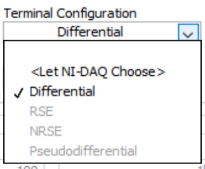 Terminal Configuration
Differential
<Let NI-DAQ Choose>
✓ Differential
RSE
NRSE
Pseudodifferential